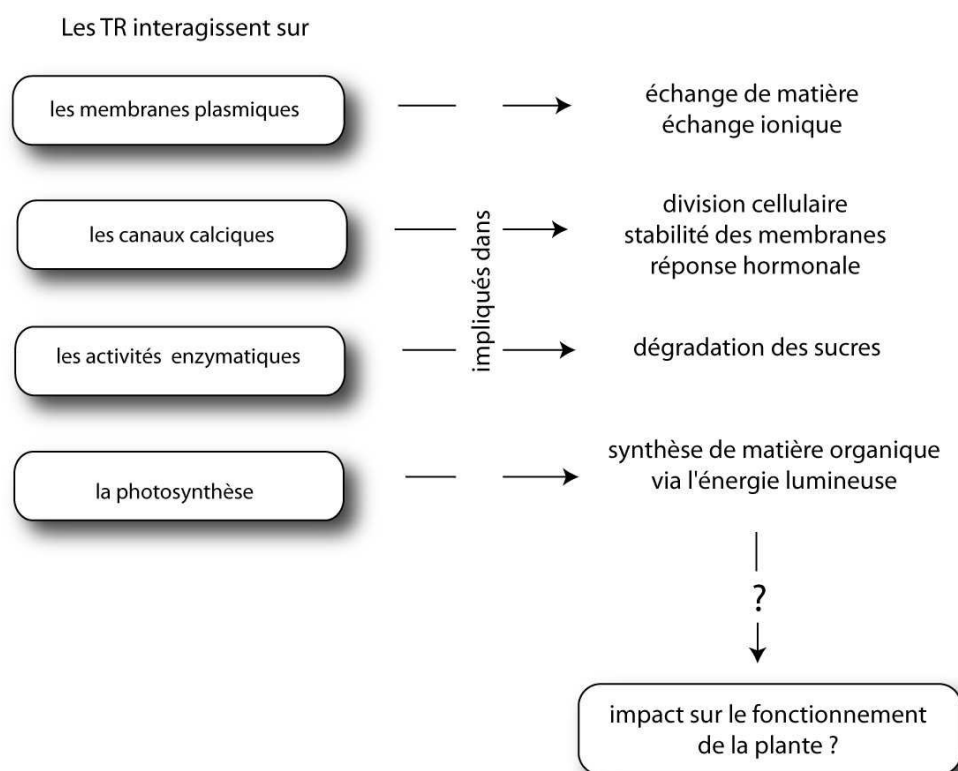 Les TR interagissent sur
les membranes plasmiques
échange de matière
échange ionique
les canaux calciques
division cellulaire
stabilité des membranes
réponse hormonale
impliqués dans
les activités enzymatiques
dégradation des sucres
la photosynthèse
synthèse de matière organique
via l'énergie lumineuse
?
impact sur le fonctionnement
de la plante ?